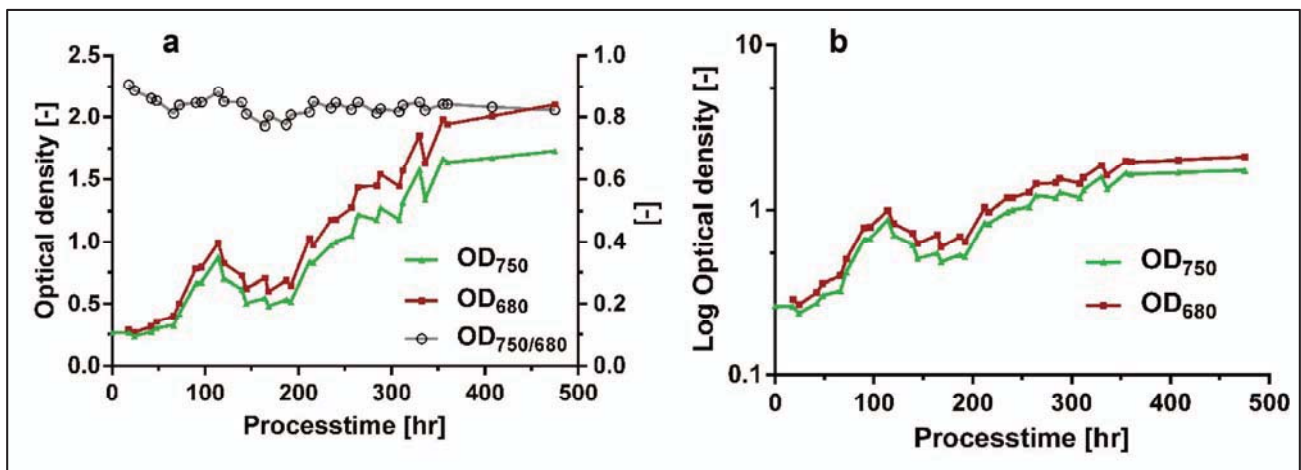 a
2.5
2.0
1.5
1.0
0.5
0.0
Optical density [-]
1.0
0.8
0.6
0.4
0.2
0.0
[-]
OD750
OD680
OD750/680
0 100 200 300 400 500
Processtime [hr]
b
10
1
0.1
Log Optical density [-]
OD750
OD680
0 100 200 300 400 500
Processtime [hr]